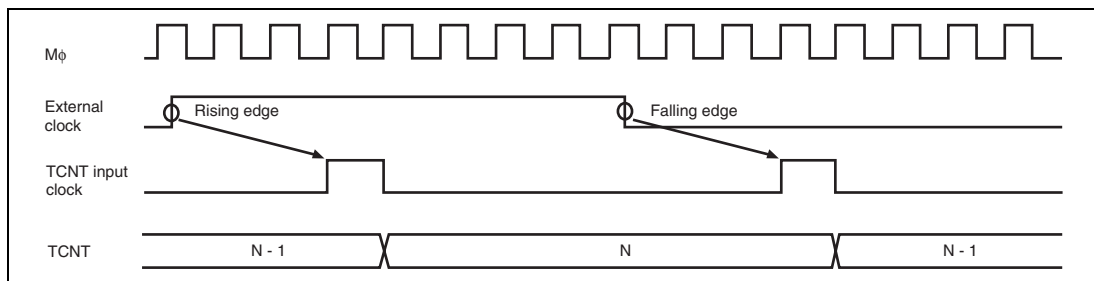 Mϕ
External
clock
Rising edge
Falling edge
TCNT input
clock
TCNT
N - 1
N
N - 1